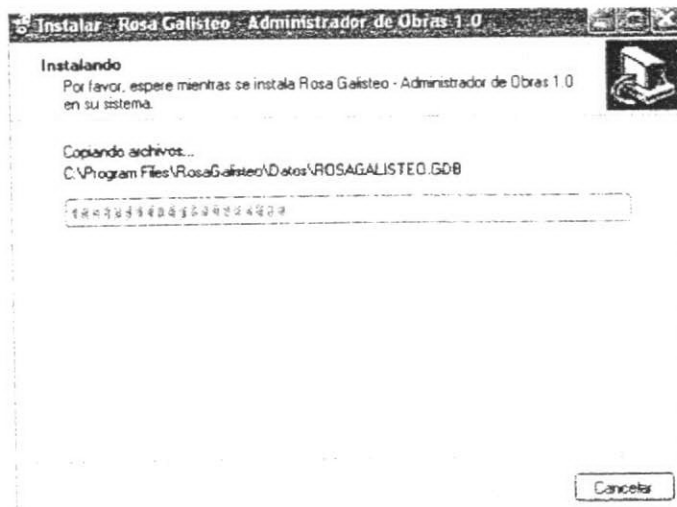 Instalar - Rosa Galisteo - Administrador de Obras 1.0
Instalando
Por favor, espere mientras se instala Rosa Galisteo - Administrador de Obras 1.0
en su sistema.
Copiando archivos...
C:\Program Files\RosaGalisteo\Datos\ROSAGALISTEO.GDB
Cancelar